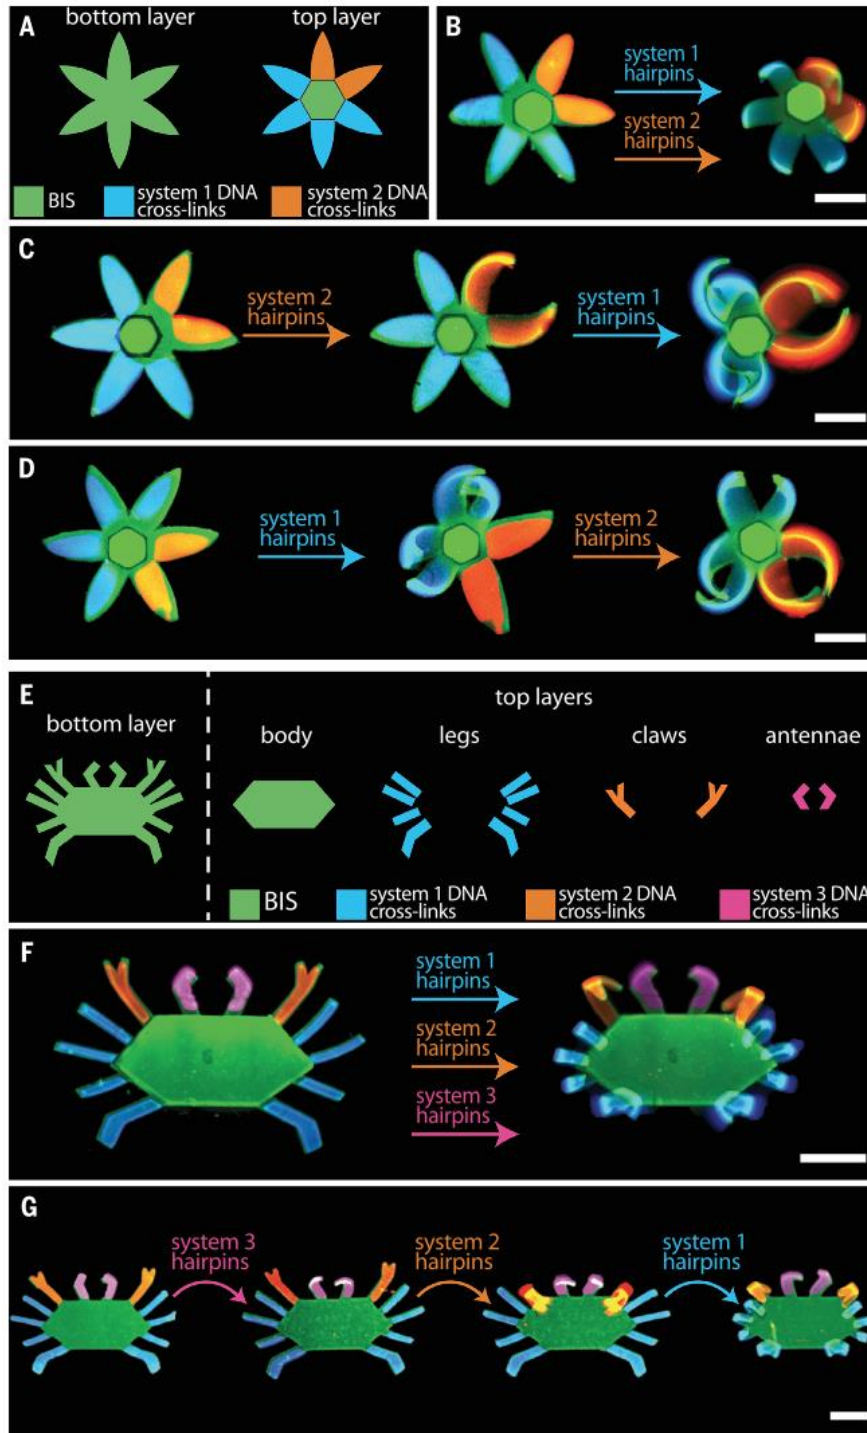 A
bottom layer
top layer
BIS
system 1 DNA
cross-links
system 2 DNA
cross-links
B
system 1
hairpins
system 2
hairpins
C
system 2
hairpins
system 1
hairpins
D
system 1
hairpins
system 2
hairpins
E
bottom layer
top layers
body
legs
claws
antennae
BIS
system 1 DNA
cross-links
system 2 DNA
cross-links
system 3 DNA
cross-links
F
system 1
hairpins
system 2
hairpins
system 3
hairpins
G
system 3
hairpins
system 2
hairpins
system 1
hairpins